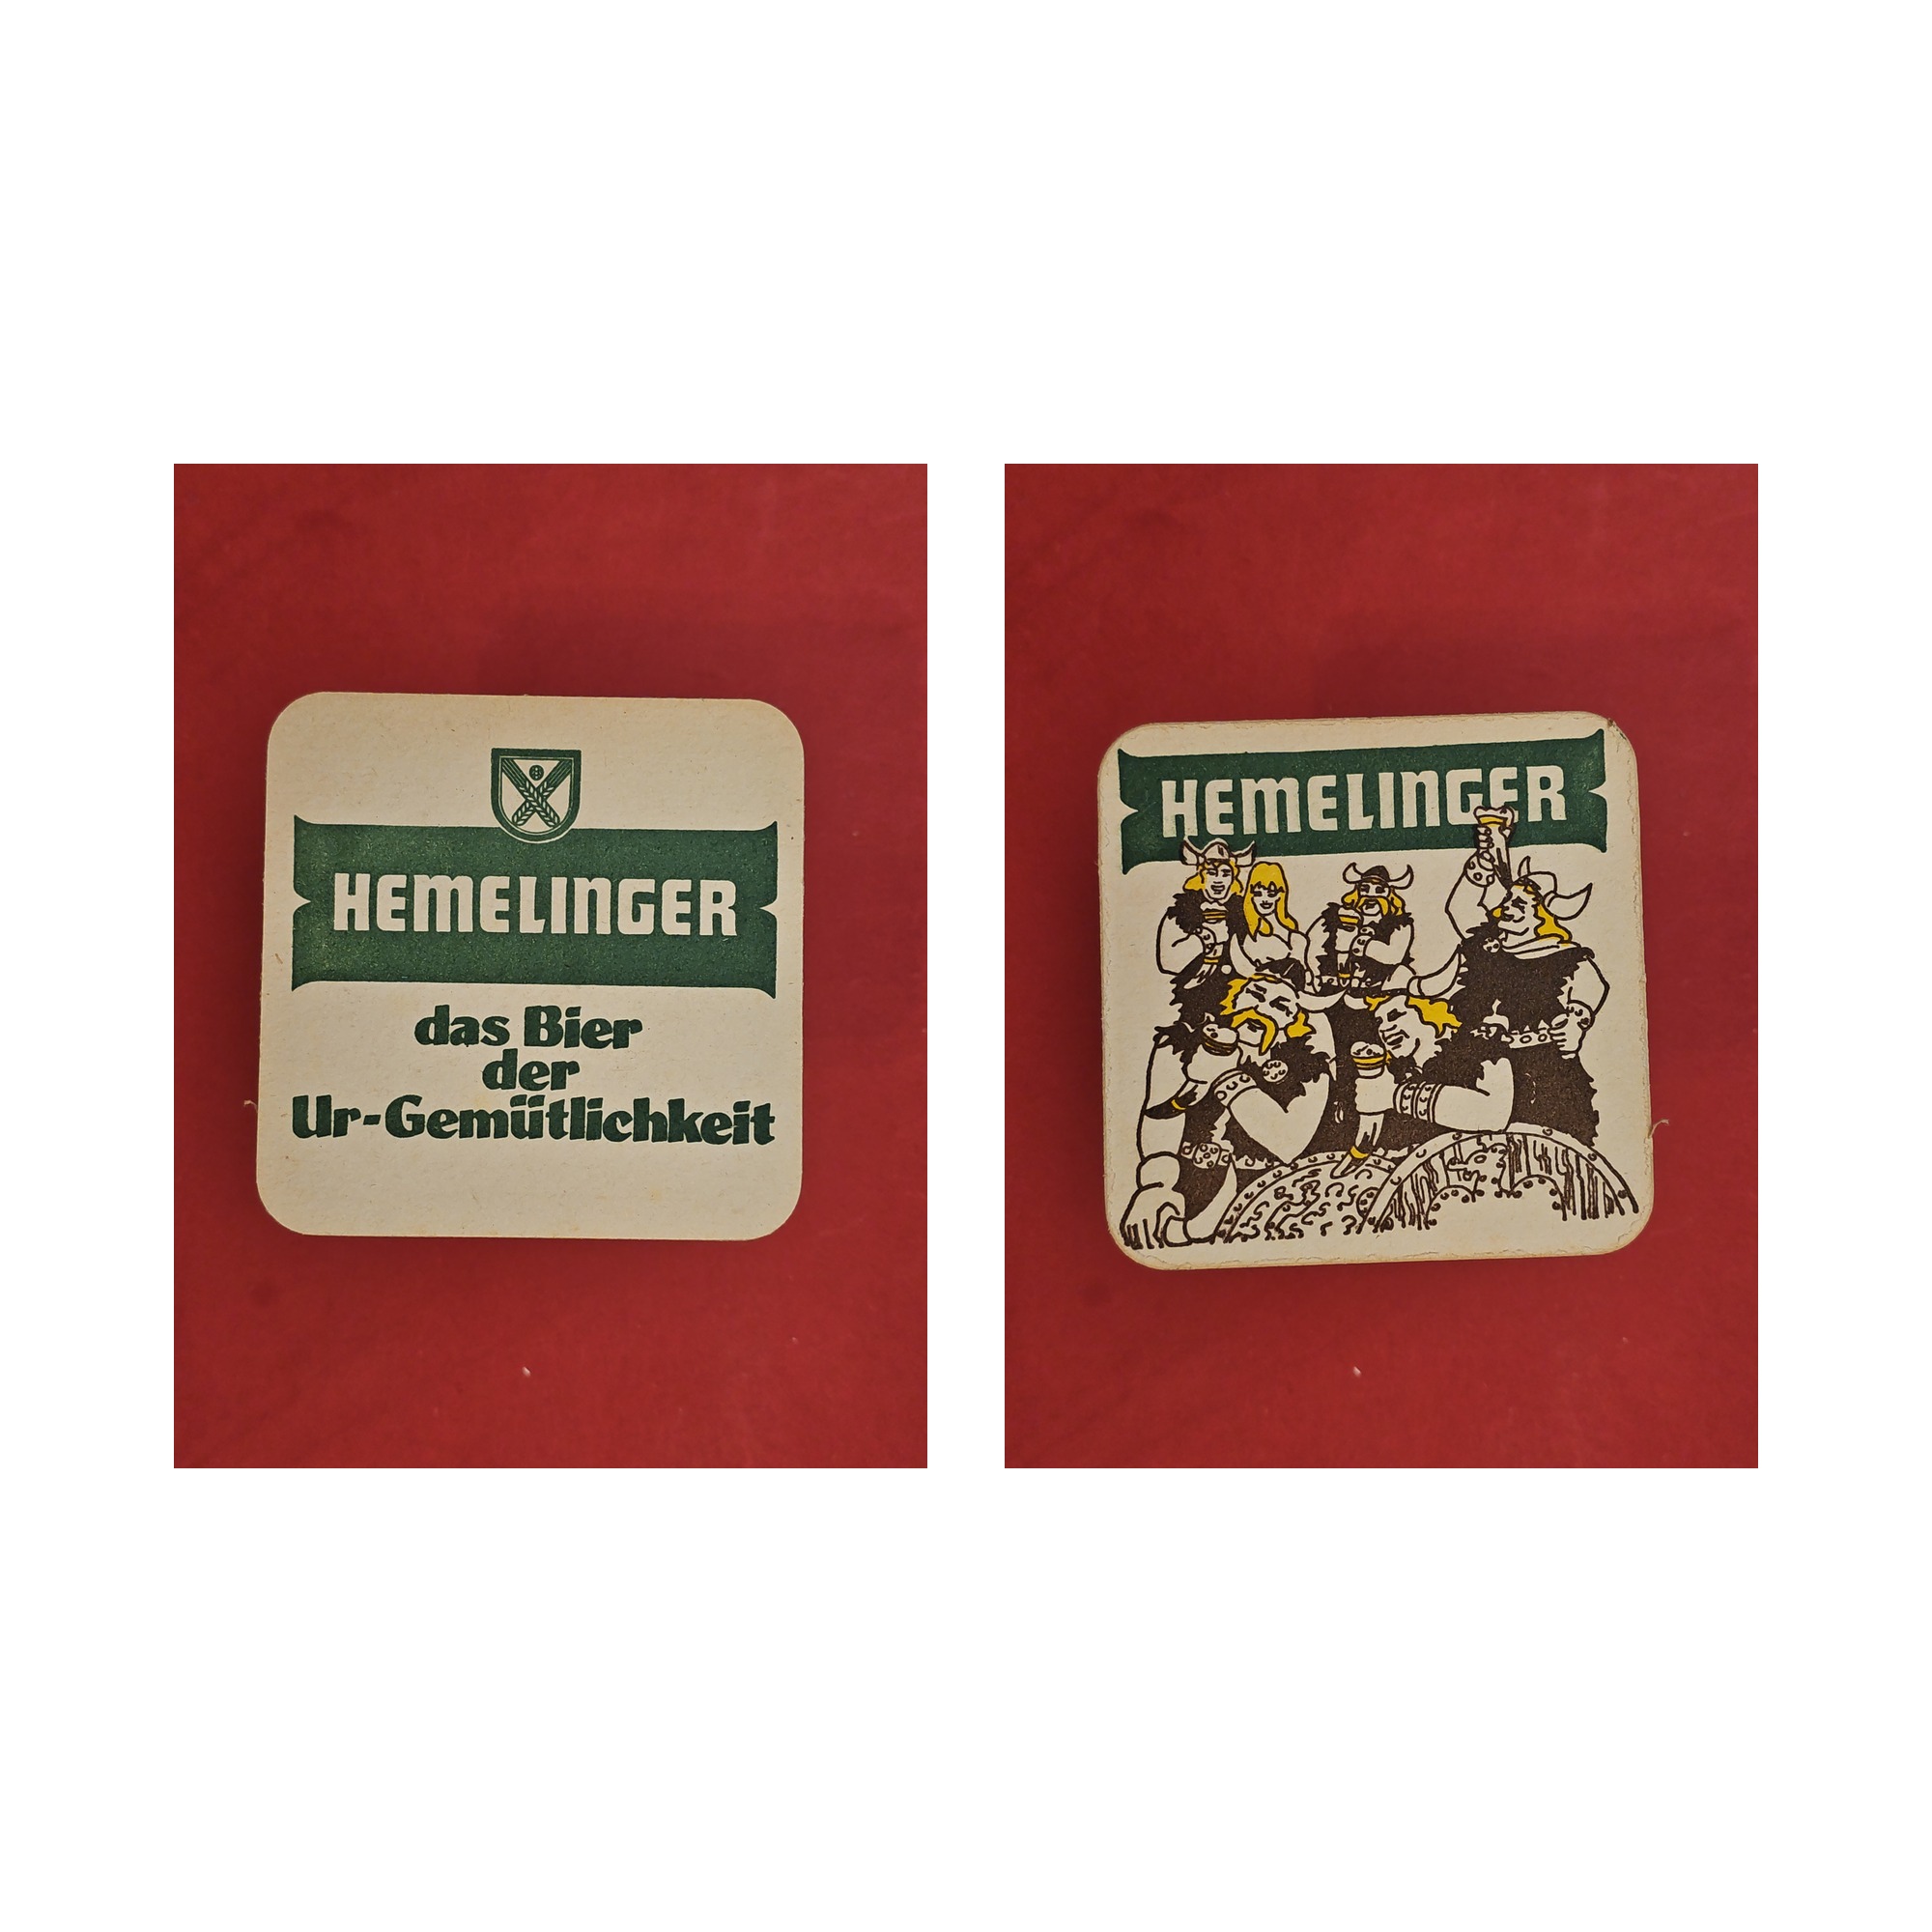 HEMELINGER
das Bier
der
Ur-Gemütlichkeit
HEMELINGER